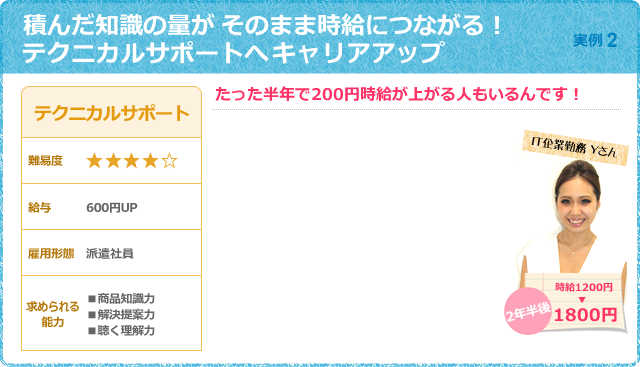 積んだ知識の量が そのまま時給につながる！
テクニカルサポートへキャリアアップ
実例 2
テクニカルサポート
難易度 ★★★★☆
給与 600円UP
雇用形態 派遣社員
求められる能力
■商品知識力
■解決提案力
■聴く理解力
たった半年で200円時給が上がる人もいるんです！
IT企業勤務 Yさん
時給1200円
▼
2年半後
1800円